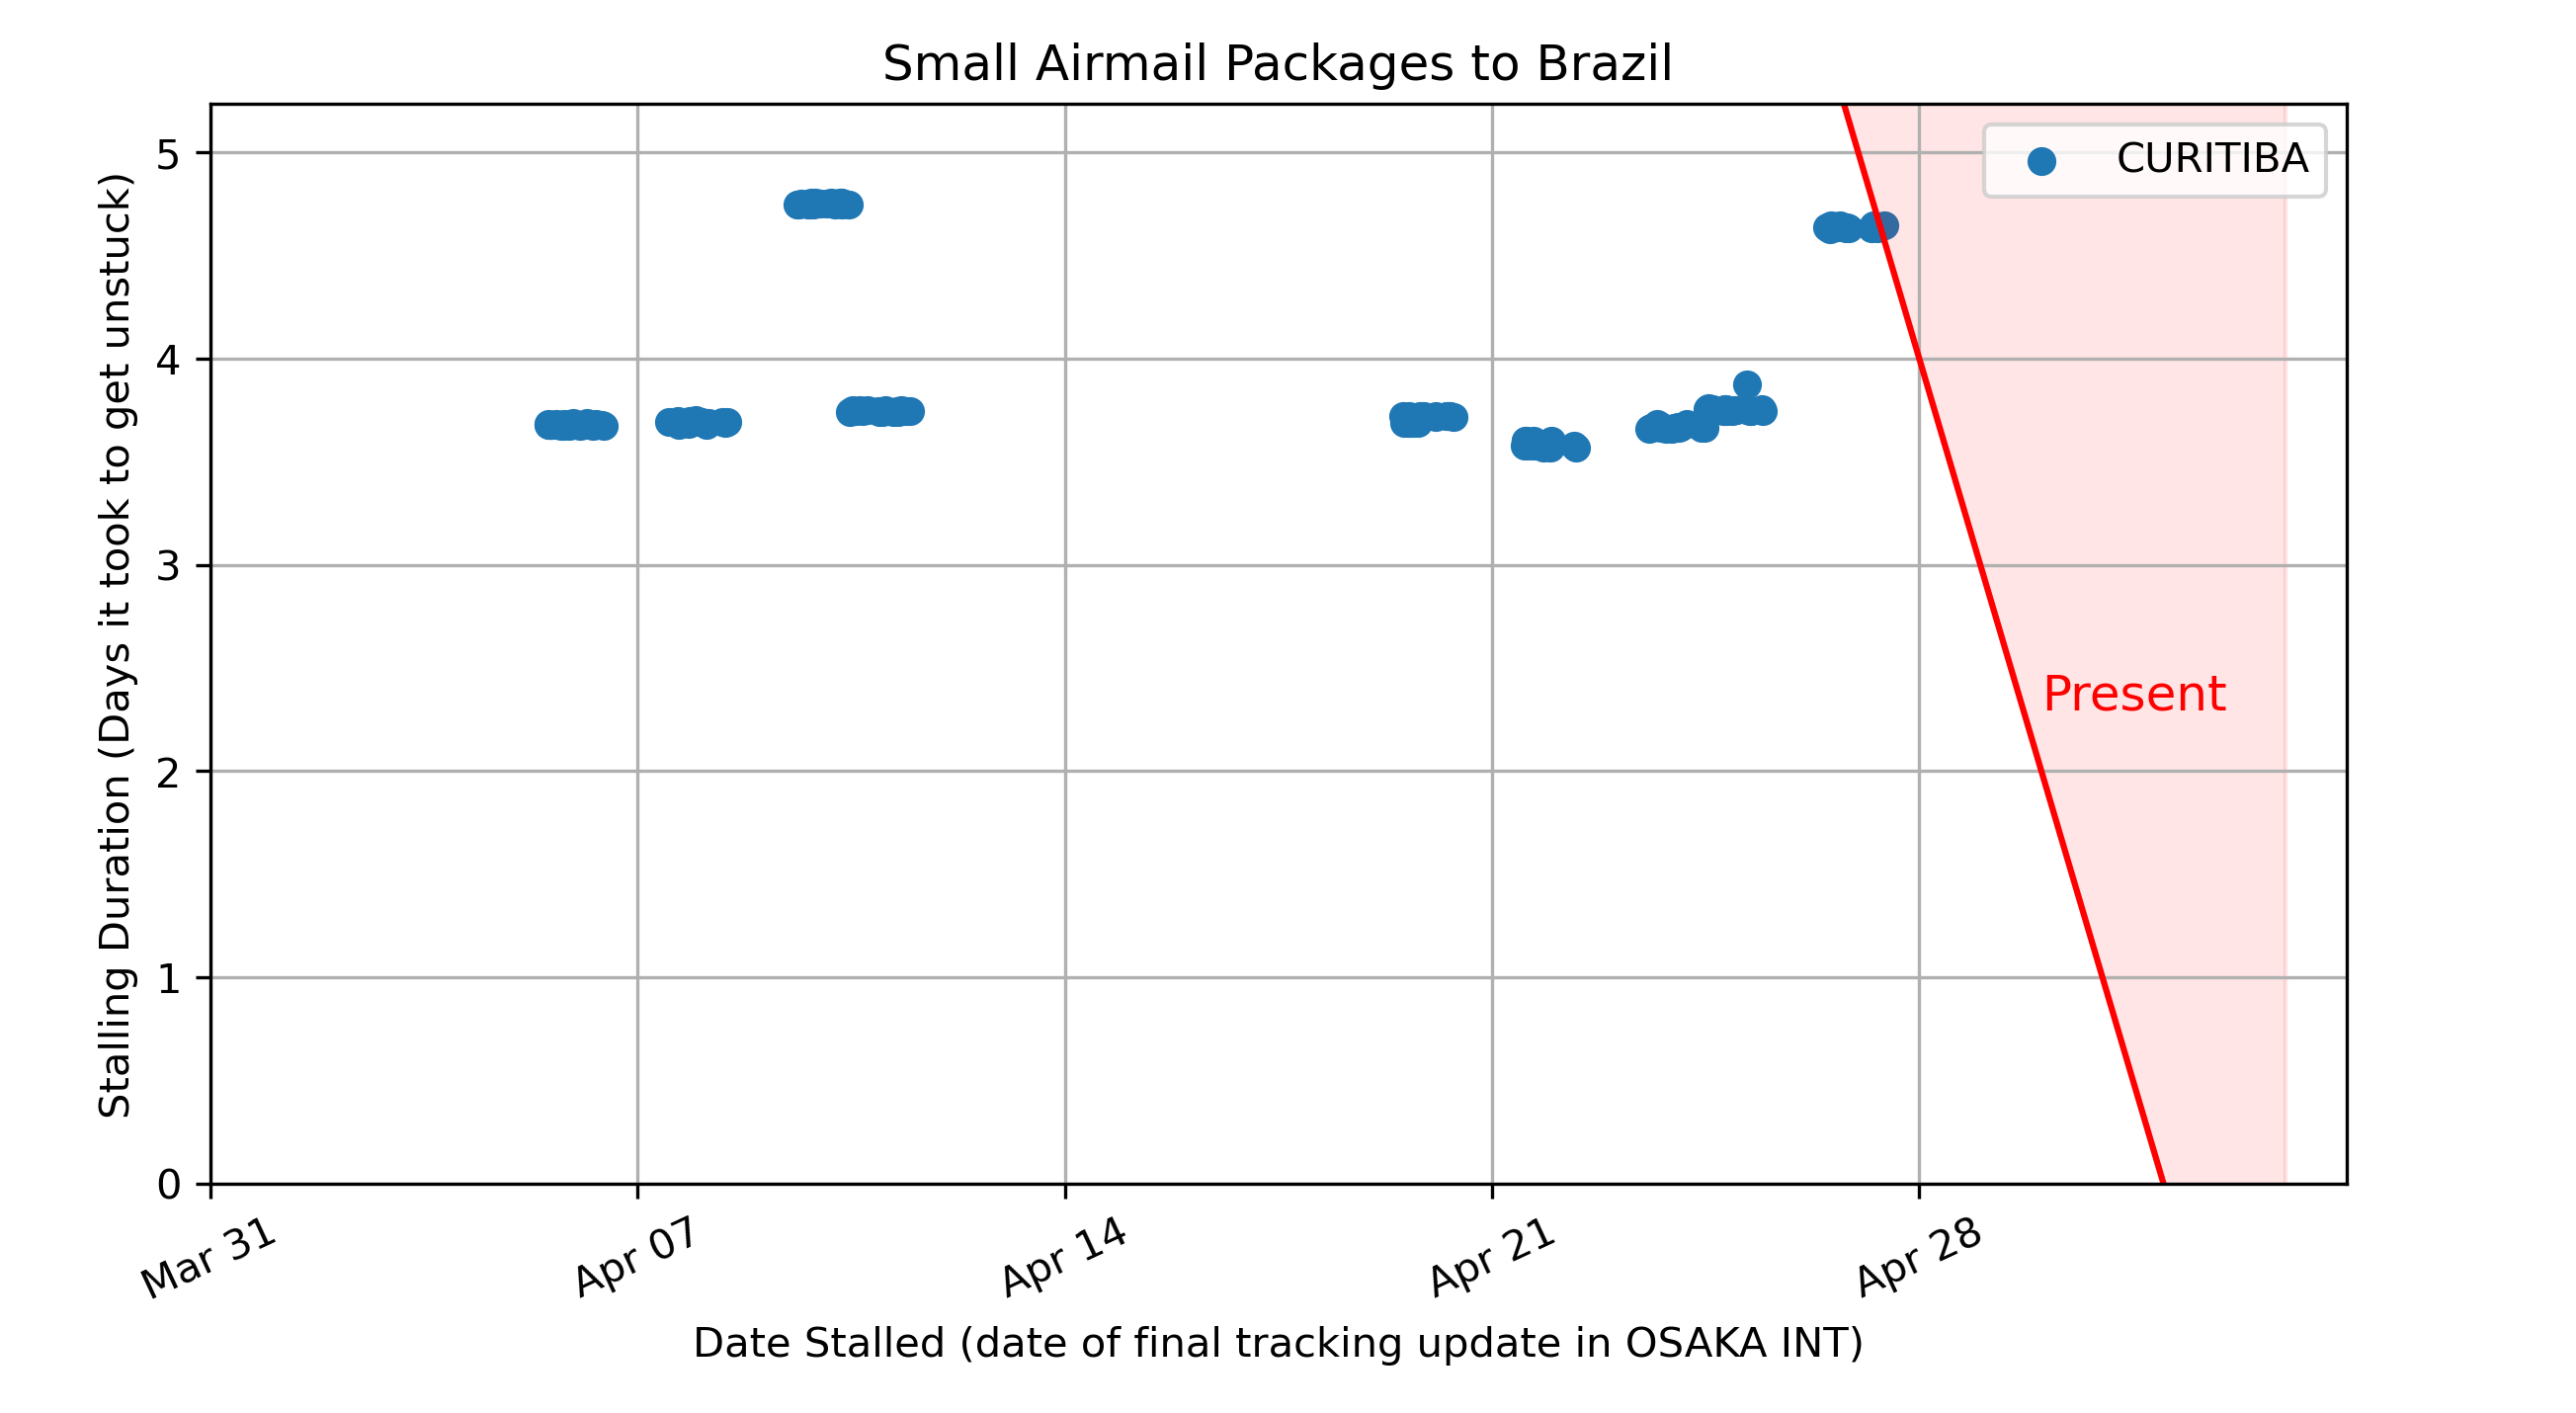 Small Airmail Packages to Brazil
CURITIBA
Stalling Duration (Days it took to get unstuck)
5
4
3
2
1
0
Present
Mar 31
Apr 07
Apr 14
Apr 21
Apr 28
Date Stalled (date of final tracking update in OSAKA INT)